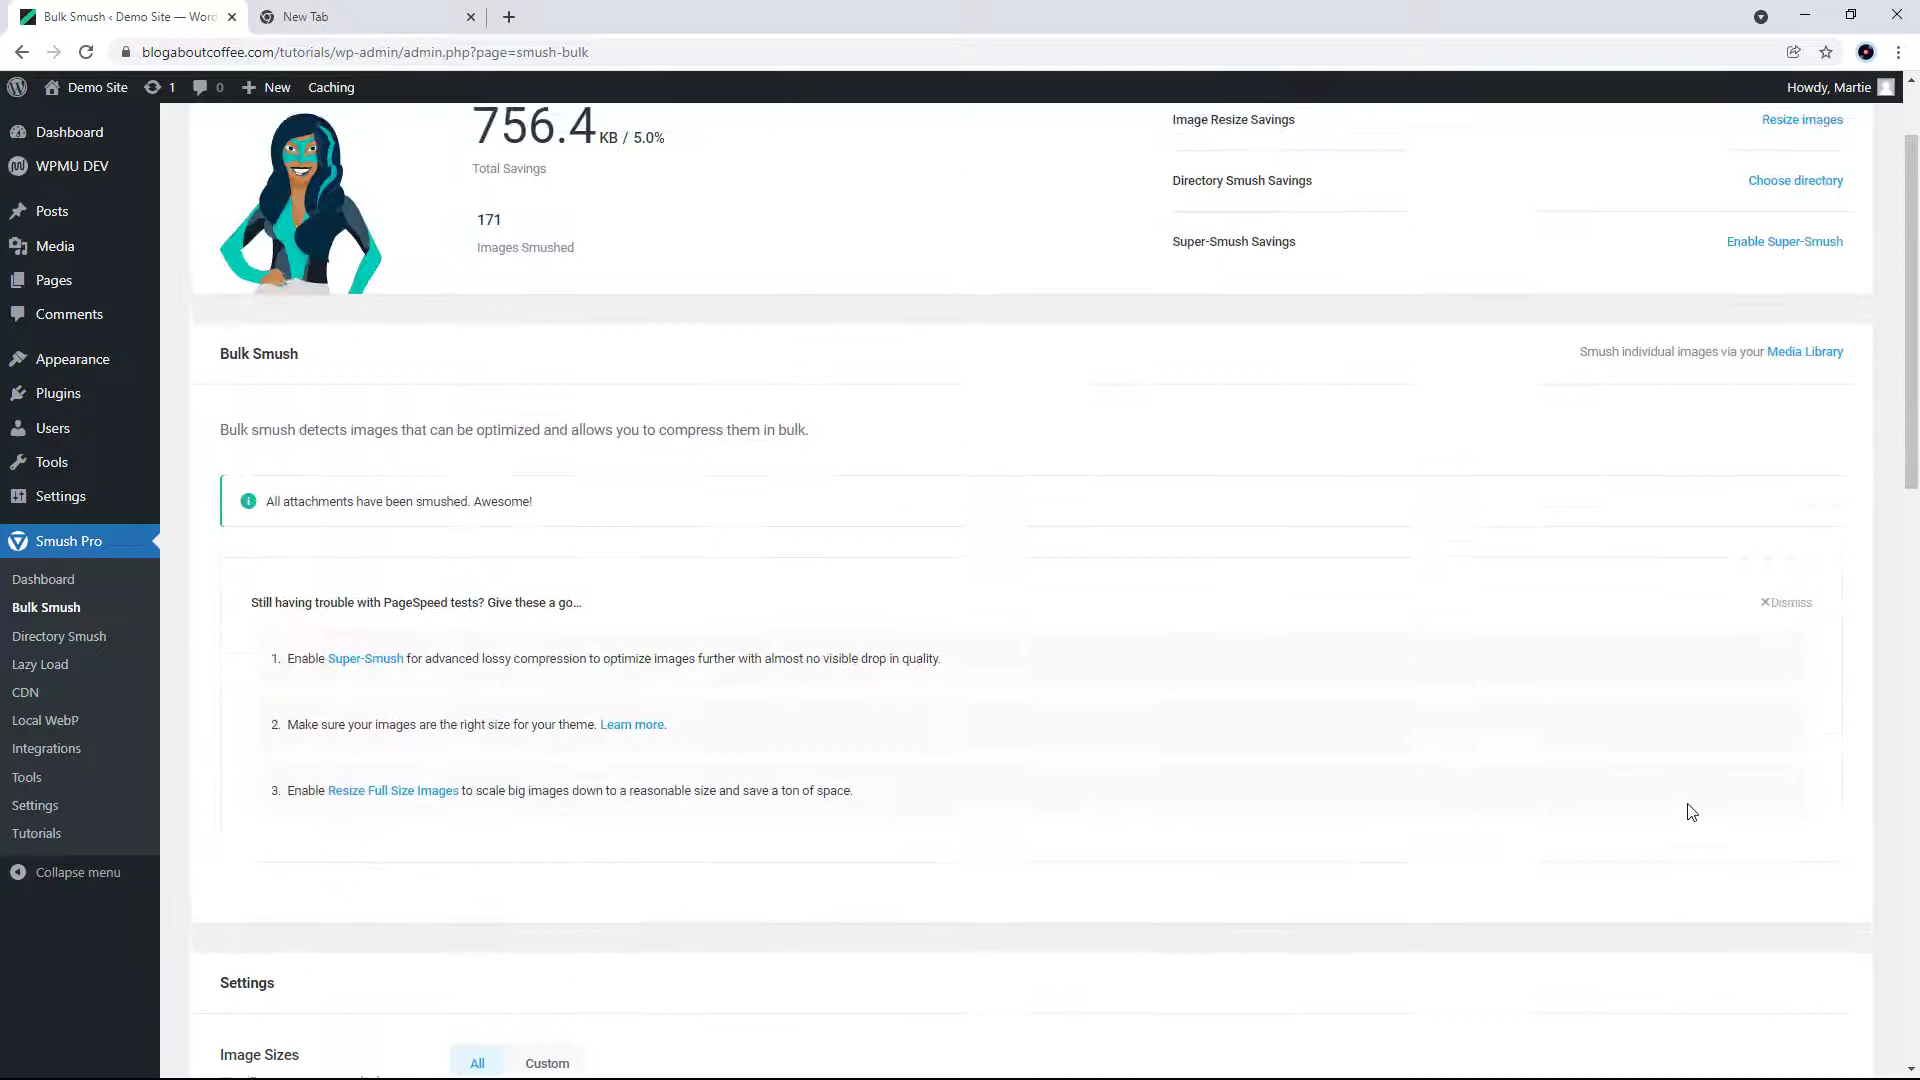 Bulk Smush ‹ Demo Site — Word
New Tab
blogaboutcoffee.com/tutorials/wp-admin/admin.php?page=smush-bulk
Demo Site 1 0 New Caching
Howdy, Martie
Dashboard
WPMU DEV
Posts
Media
Pages
Comments
Appearance
Plugins
Users
Tools
Settings
Smush Pro
Dashboard
Bulk Smush
Directory Smush
Lazy Load
CDN
Local WebP
Integrations
Tools
Settings
Tutorials
Collapse menu
756.4 KB / 5.0%
Total Savings
171
Images Smushed
Image Resize Savings Resize images
Directory Smush Savings Choose directory
Super-Smush Savings Enable Super-Smush
Bulk Smush
Smush individual images via your Media Library
Bulk smush detects images that can be optimized and allows you to compress them in bulk.
All attachments have been smushed. Awesome!
Still having trouble with PageSpeed tests? Give these a go...
Dismiss
1. Enable Super-Smush for advanced lossy compression to optimize images further with almost no visible drop in quality.
2. Make sure your images are the right size for your theme. Learn more.
3. Enable Resize Full Size Images to scale big images down to a reasonable size and save a ton of space.
Settings
Image Sizes
All Custom